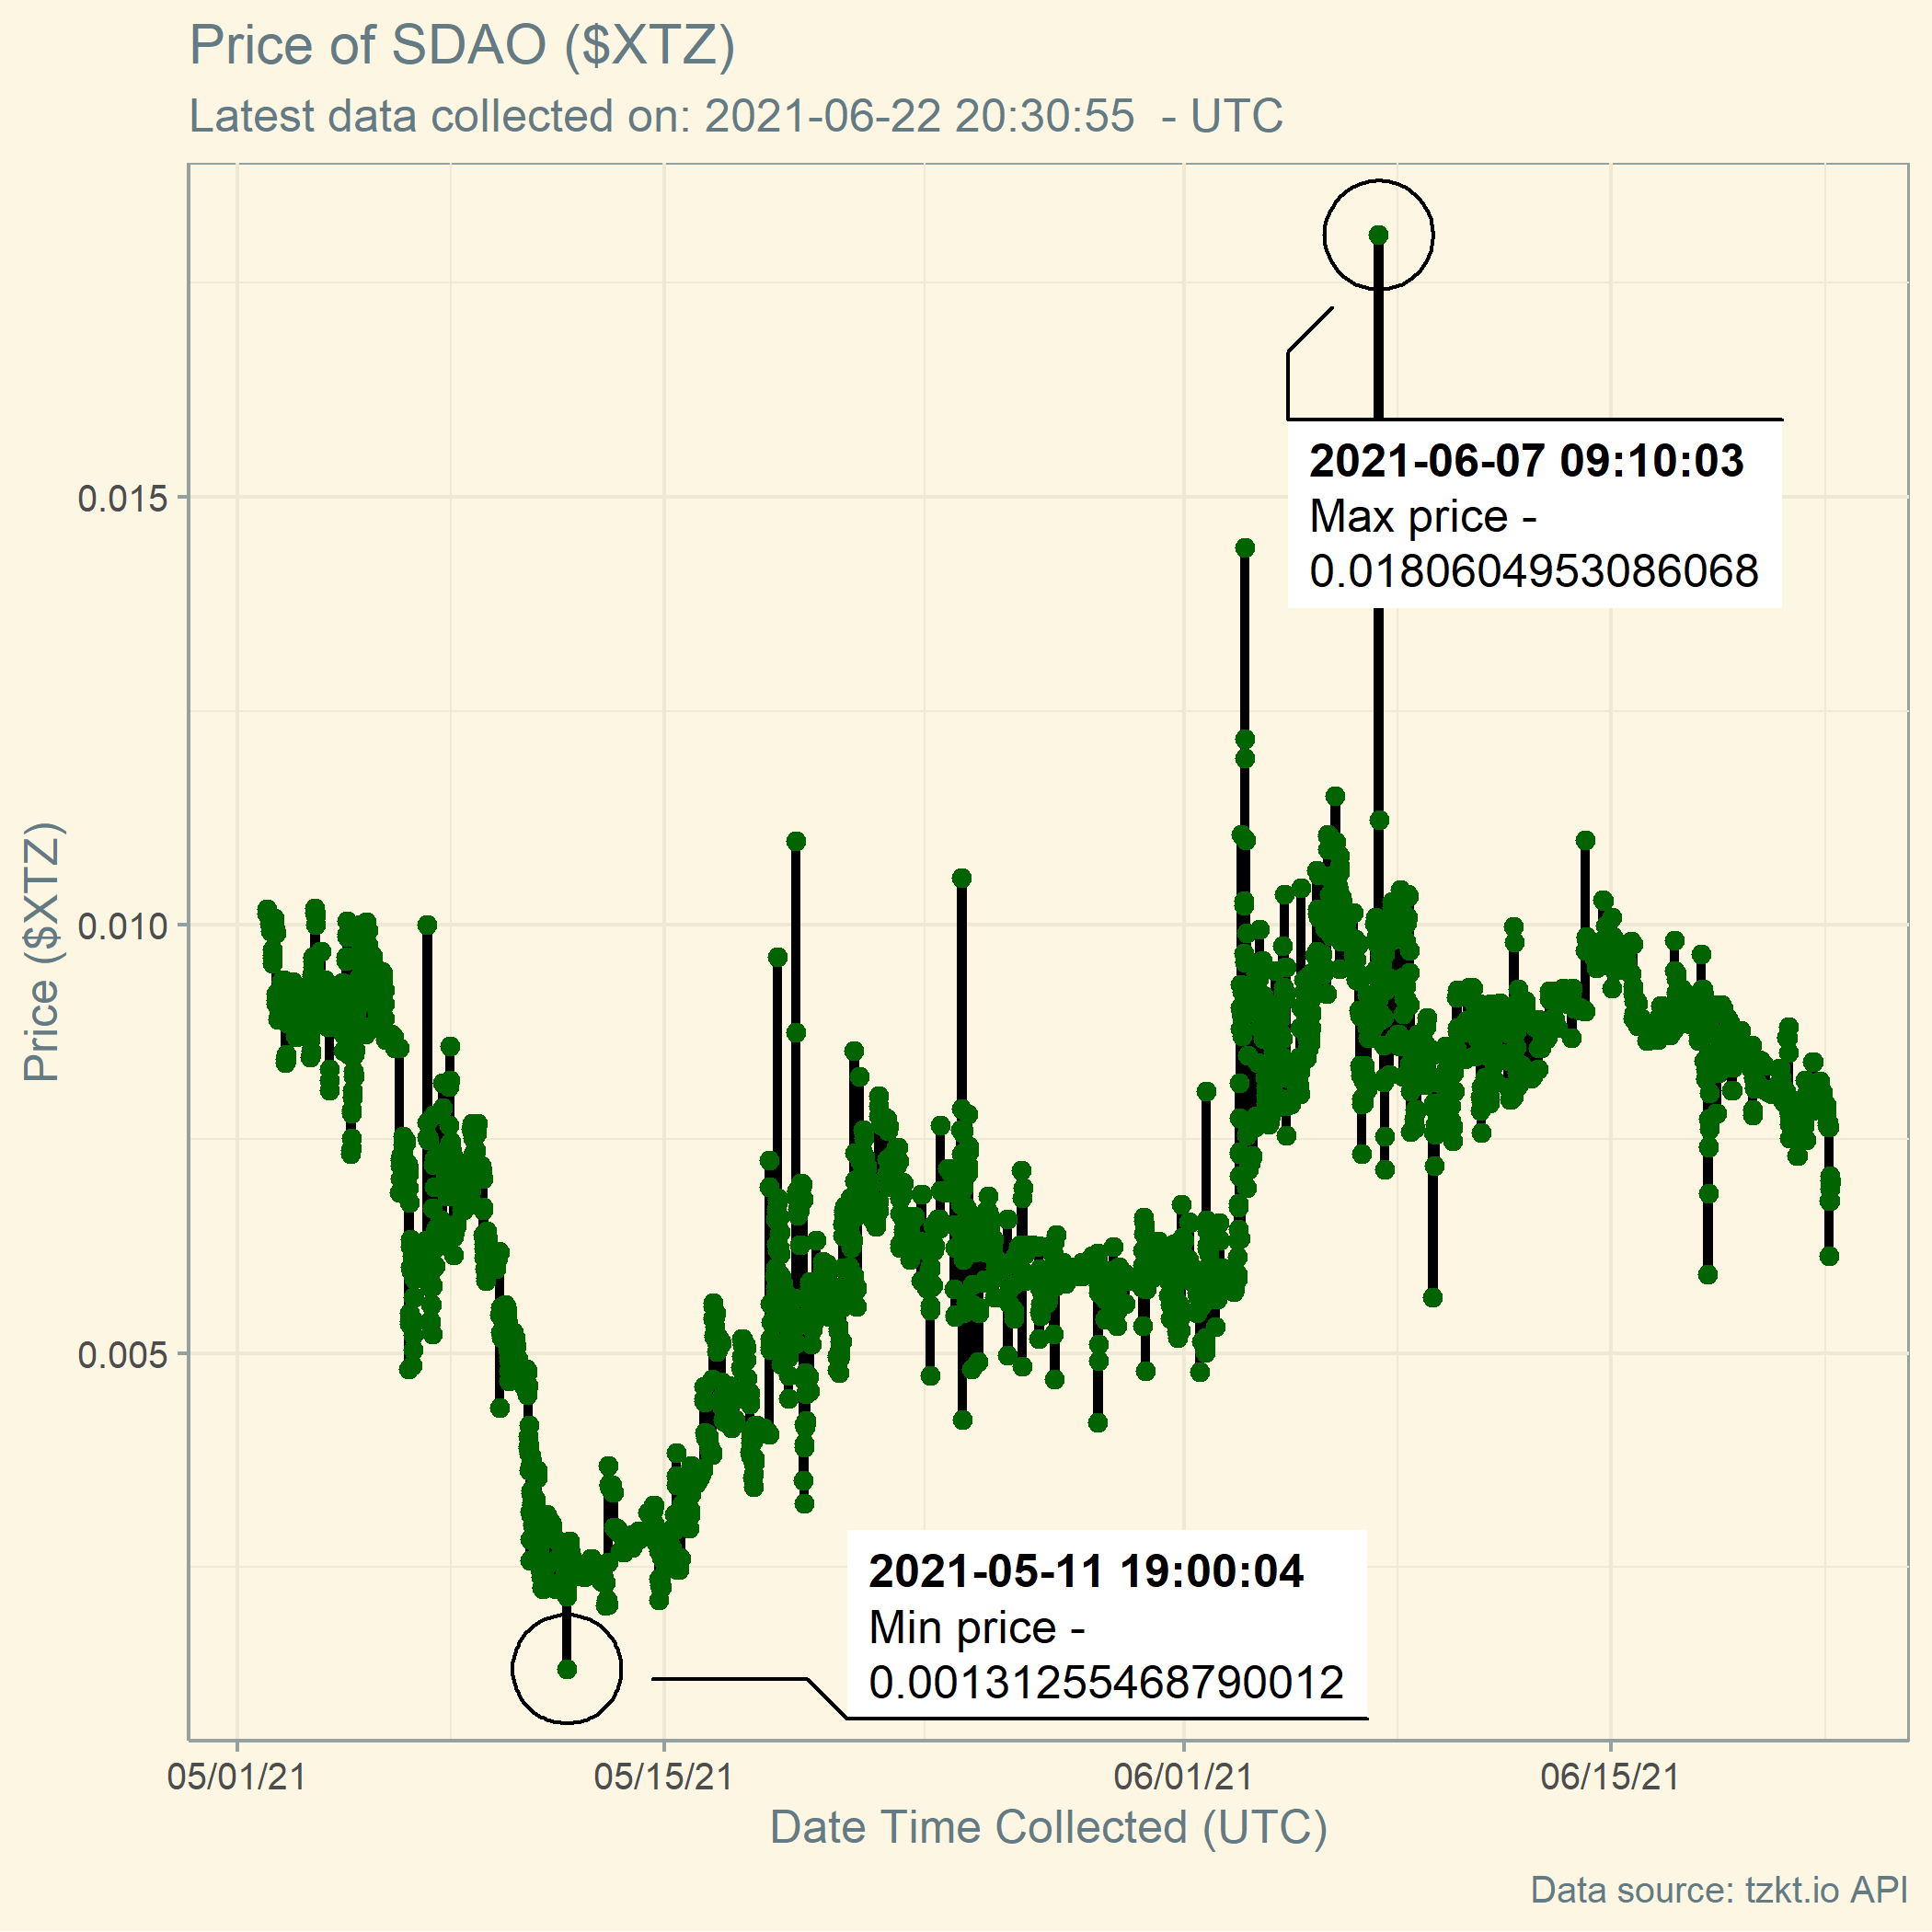 Price of SDAO ($XTZ)
Latest data collected on: 2021-06-22 20:30:55  - UTC
2021-06-07 09:10:03
Max price -
0.0180604953086068
0.015
0.010
0.005
Price ($XTZ)
2021-05-11 19:00:04
Min price -
0.00131255468790012
05/01/21
05/15/21
06/01/21
06/15/21
Date Time Collected (UTC)
Data source: tzkt.io API